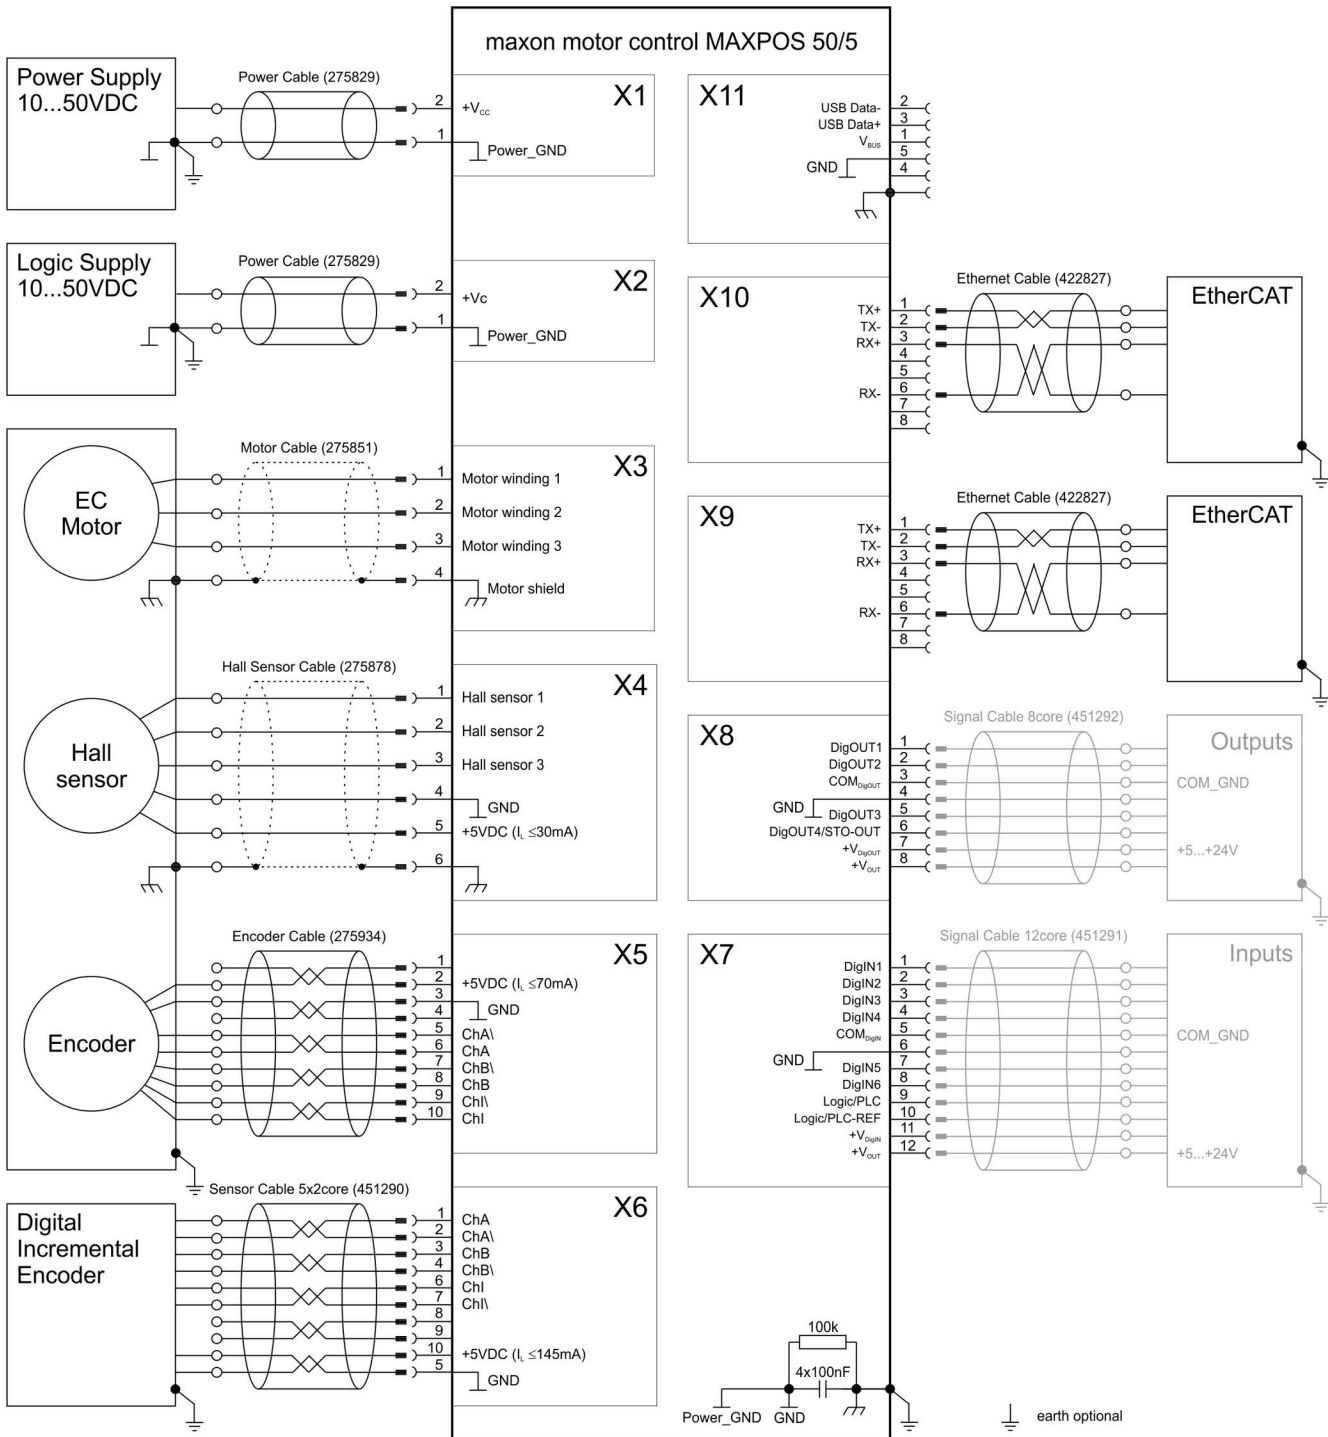 maxon motor control MAXPOS 50/5
Power Supply
10...50VDC
Power Cable (275829)
X1
2 +Vcc
1
Power_GND
Logic Supply
10...50VDC
Power Cable (275829)
X2
2 +Vc
1
Power_GND
EC
Motor
Motor Cable (275851)
X3
1 Motor winding 1
2 Motor winding 2
3 Motor winding 3
4
Motor shield
Hall
sensor
Hall Sensor Cable (275878)
X4
1 Hall sensor 1
2 Hall sensor 2
3 Hall sensor 3
4
GND
5 +5VDC (IL ≤30mA)
6
Encoder
Encoder Cable (275934)
X5
1
2 +5VDC (IL ≤70mA)
3
GND
4
5 ChA\
6 ChA
7 ChB\
8 ChB
9 ChI\
10 ChI
Digital
Incremental
Encoder
Sensor Cable 5x2core (451290)
X6
1 ChA
2 ChA\
3 ChB
4 ChB\
6 ChI
7 ChI\
8
9
10 +5VDC (IL ≤145mA)
5
GND
X11
USB Data- 2
USB Data+ 3
VBUS 1
5
GND
4
X10
Ethernet Cable (422827)
EtherCAT
TX+ 1
TX- 2
RX+ 3
4
5
RX- 6
7
8
X9
Ethernet Cable (422827)
EtherCAT
TX+ 1
TX- 2
RX+ 3
4
5
RX- 6
7
8
X8
Signal Cable 8core (451292)
Outputs
DigOUT1 1
DigOUT2 2
COMDigOUT 3 COM_GND
4
GND
DigOUT3 5
DigOUT4/STO-OUT 6
+VDigOUT 7 +5...+24V
+VOUT 8
X7
Signal Cable 12core (451291)
Inputs
DigIN1 1
DigIN2 2
DigIN3 3
DigIN4 4
COMDigIN 5 COM_GND
6
GND
DigIN5 7
DigIN6 8
Logic/PLC 9
Logic/PLC-REF 10
+VDigIN 11
+VOUT 12 +5...+24V
100k
4x100nF
Power_GND GND
earth optional